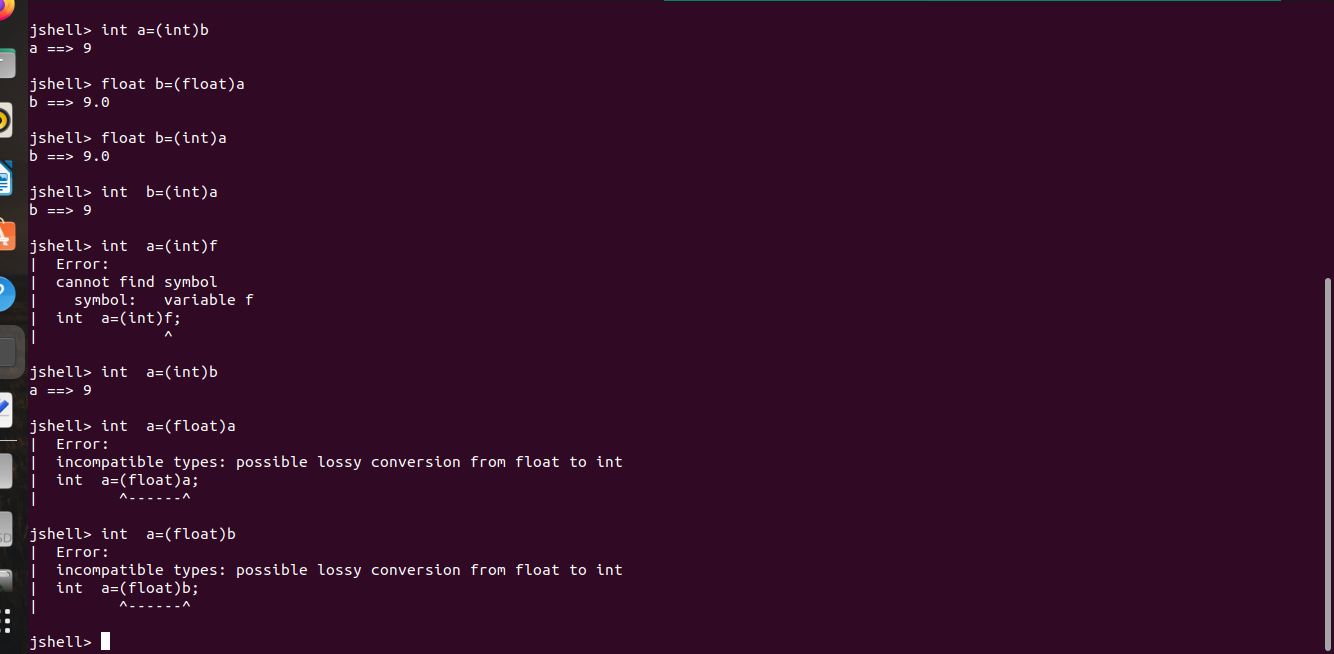 jshell> int a=(int)b
a ==> 9
jshell> float b=(float)a
b ==> 9.0
jshell> float b=(int)a
b ==> 9.0
jshell> int  b=(int)a
b ==> 9
jshell> int  a=(int)f
|  Error:
|  cannot find symbol
|    symbol:   variable f
|  int  a=(int)f;
|              ^
jshell> int  a=(int)b
a ==> 9
jshell> int  a=(float)a
|  Error:
|  incompatible types: possible lossy conversion from float to int
|  int  a=(float)a;
|         ^------^
jshell> int  a=(float)b
|  Error:
|  incompatible types: possible lossy conversion from float to int
|  int  a=(float)b;
|         ^------^
jshell>